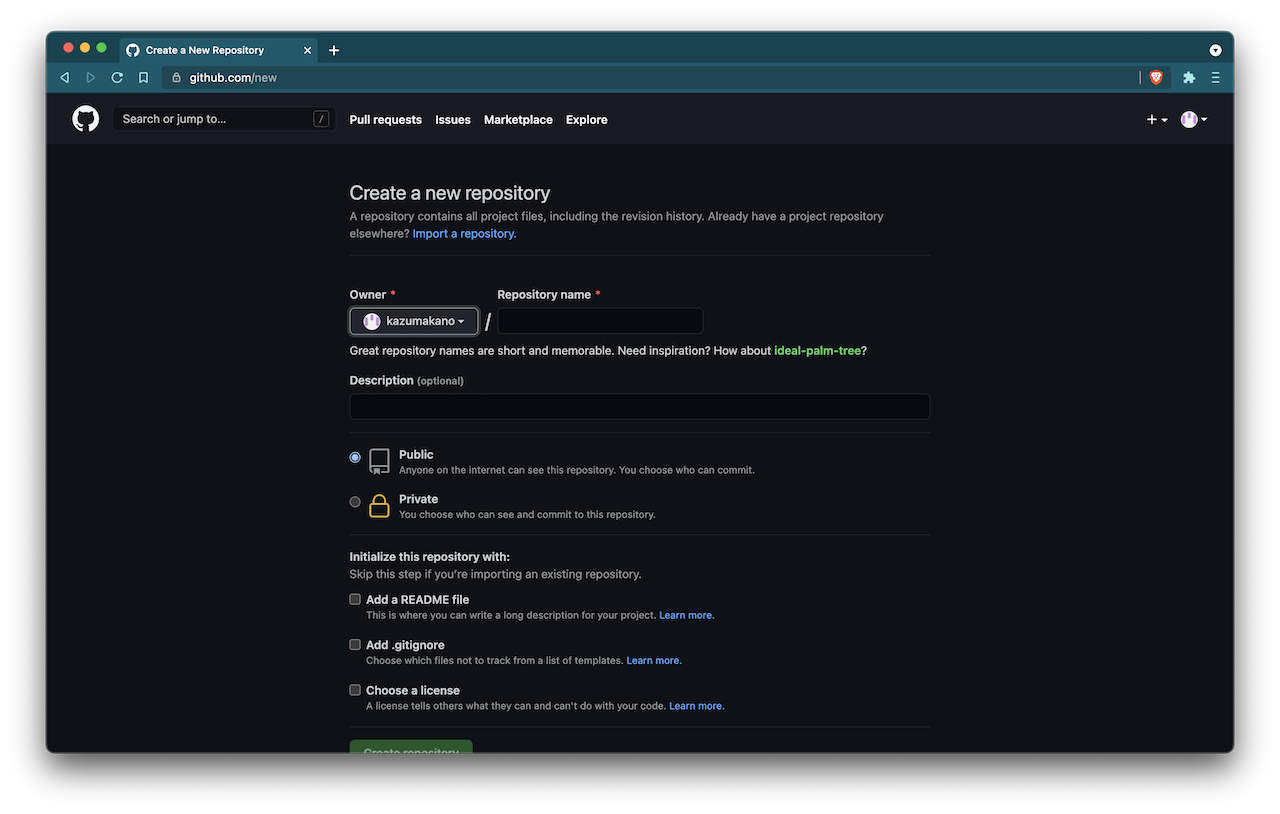 Create a New Repository
github.com/new
Search or jump to... /
Pull requests Issues Marketplace Explore
Create a new repository
A repository contains all project files, including the revision history. Already have a project repository
elsewhere? Import a repository.
Owner * Repository name *
kazumakano /
Great repository names are short and memorable. Need inspiration? How about ideal-palm-tree?
Description (optional)
Public
Anyone on the internet can see this repository. You choose who can commit.
Private
You choose who can see and commit to this repository.
Initialize this repository with:
Skip this step if you’re importing an existing repository.
Add a README file
This is where you can write a long description for your project. Learn more.
Add .gitignore
Choose which files not to track from a list of templates. Learn more.
Choose a license
A license tells others what they can and can't do with your code. Learn more.
Create repository